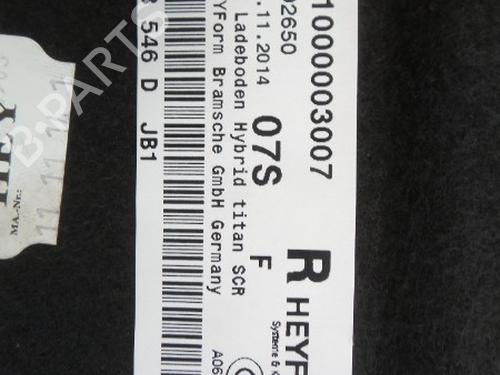 1000003007
02650
.11.2014
07S
F
R
HEYF
Ladeboden Hybrid titan SCR
YForm Bramsche GmbH Germany
546 D JB1
Systeme &
A06
MA.-Nr.:
B-PARTS